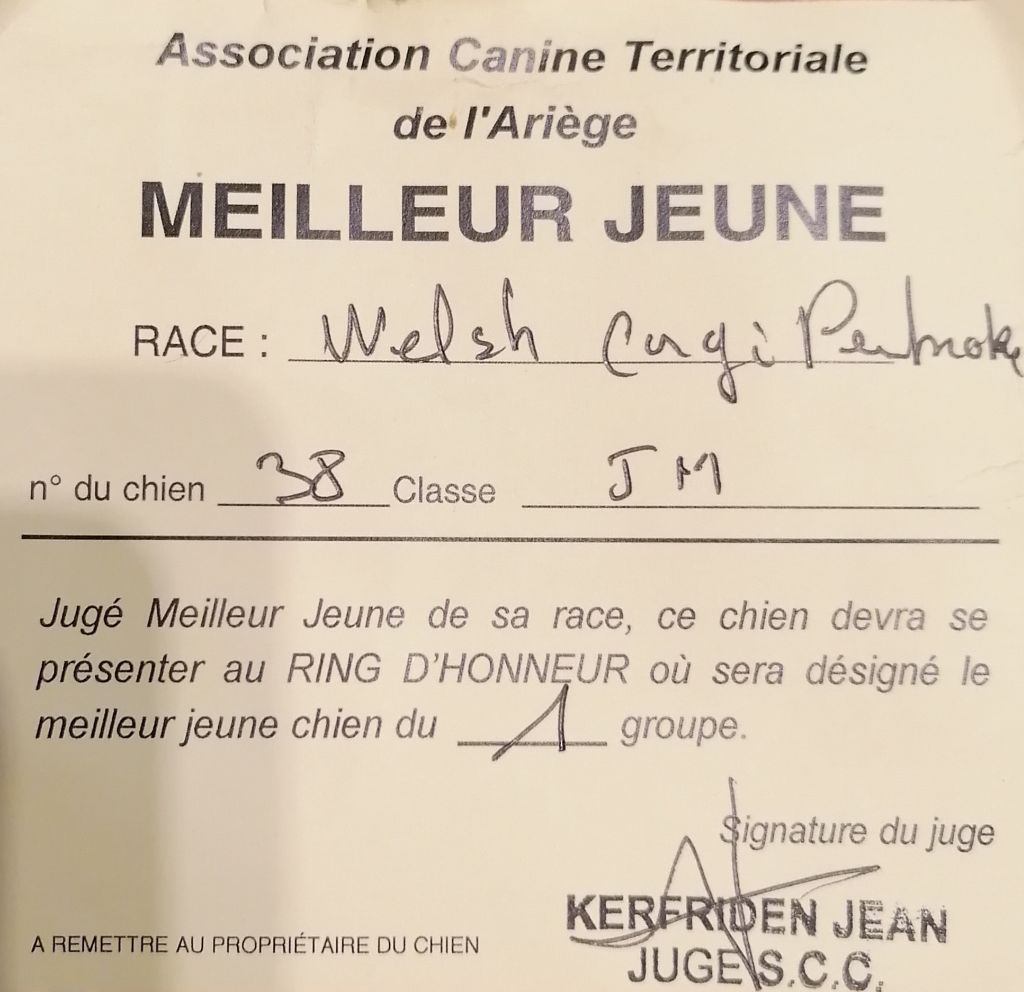 Association Canine Territoriale
de l'Ariège
MEILLEUR JEUNE
RACE : Welsh Corgi Pembroke
n° du chien 38 Classe JM
Jugé Meilleur Jeune de sa race, ce chien devra se
présenter au RING D'HONNEUR où sera désigné le
meilleur jeune chien du 1 groupe.
Signature du juge
KERFRIDEN JEAN
JUGE S.C.C.
A REMETTRE AU PROPRIÉTAIRE DU CHIEN